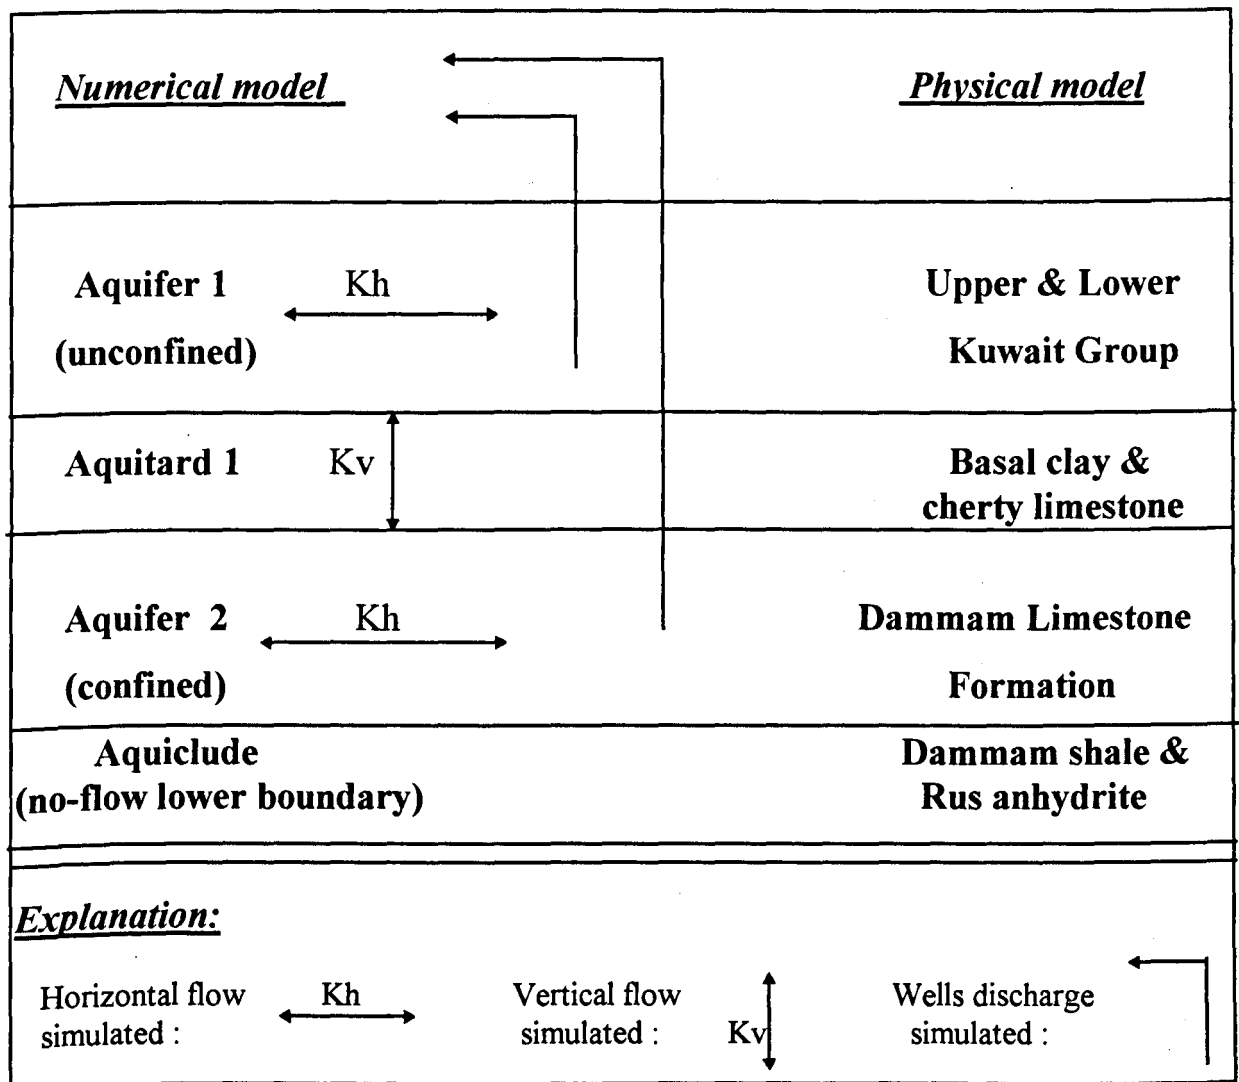 Numerical model
Physical model
Aquifer 1
Kh
Upper & Lower
(unconfined)
Kuwait Group
Aquitard 1
Kv
Basal clay &
cherty limestone
Aquifer 2
Kh
Dammam Limestone
(confined)
Formation
Aquiclude
Dammam shale &
(no-flow lower boundary)
Rus anhydrite
Explanation:
Horizontal flow
simulated :
Kh
Vertical flow
simulated :
Kv
Wells discharge
simulated :